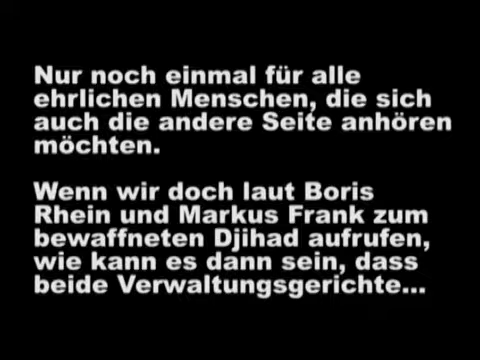 Nur noch einmal für alle
ehrlichen Menschen, die sich
auch die andere Seite anhören
möchten.
Wenn wir doch laut Boris
Rhein und Markus Frank zum
bewaffneten Djihad aufrufen,
wie kann es dann sein, dass
beide Verwaltungsgerichte...